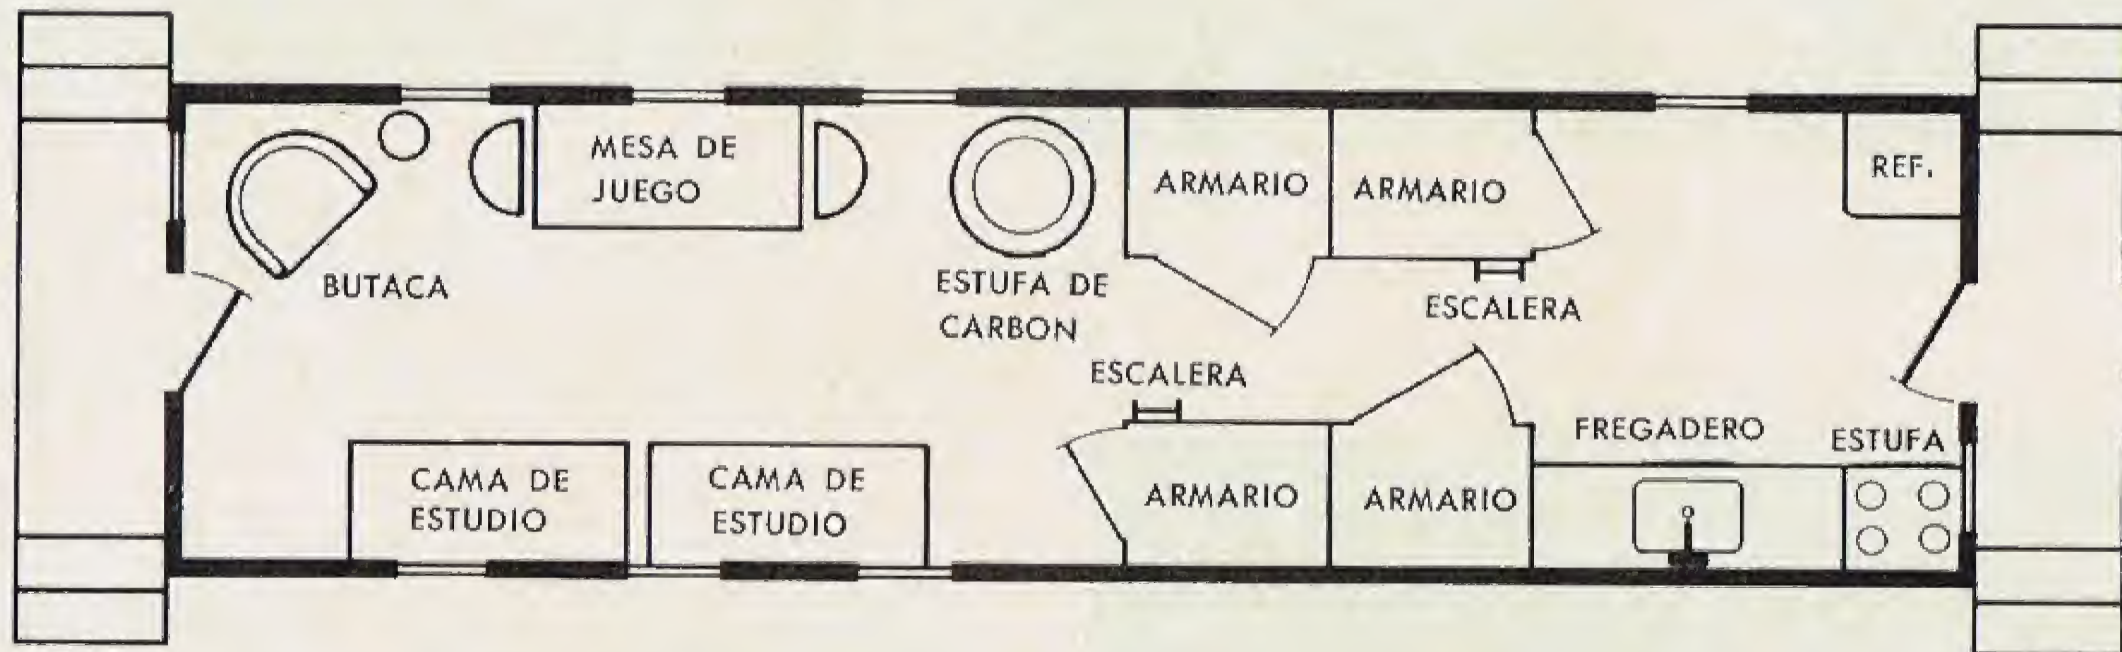 MESA DE
JUEGO
ARMARIO
ARMARIO
REF.
BUTACA
ESTUFA DE
CARBON
ESCALERA
ESCALERA
FREGADERO
ESTUFA
CAMA DE
ESTUDIO
CAMA DE
ESTUDIO
ARMARIO
ARMARIO